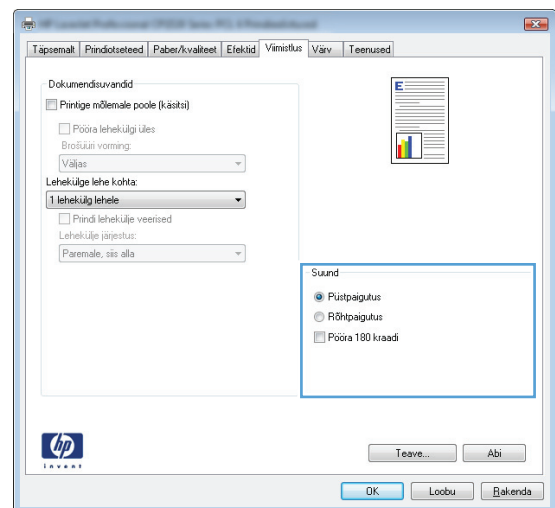 Täpsemalt Prinditseteed Paber/kvaliteet Efektid Viimistlus Värv Teenused
Dokumendisuvandid
Printige mõlemale poole (käsitsi)
Pööra lehekülgi üles
Brošüüri vorming:
Väljas
Lehekülge lehe kohta:
1 lehekülg lehele
Prindi lehekülje veerised
Lehekülje järjestus:
Paremale, siis alla
E
Suund
Püstpaigutus
Rõhtpaigutus
Pööra 180 kraadi
hp
invent
Teave... Abi
OK Loobu Rakenda